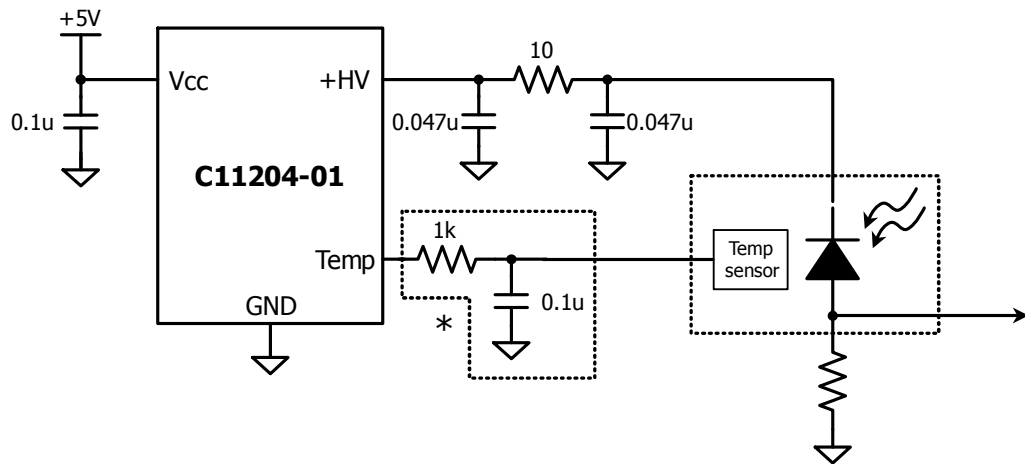 +5V
10
Vcc
+HV
0.1u
0.047u
0.047u
C11204-01
1k
Temp
Temp
sensor
0.1u
GND
*